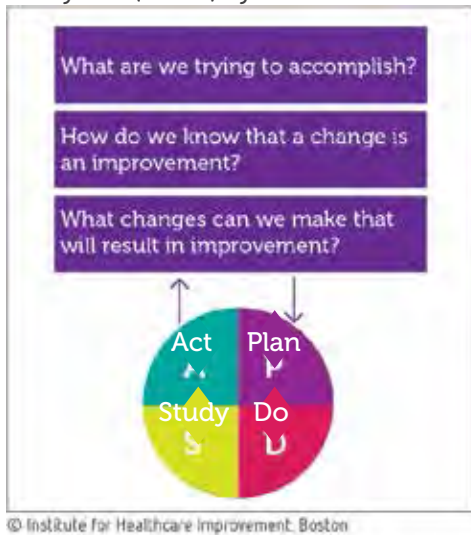 What are we trying to accomplish?
How do we know that a change is
an improvement?
What changes can we make that
will result in improvement?
Act Plan
Study Do
© Institute for Healthcare Improvement, Boston